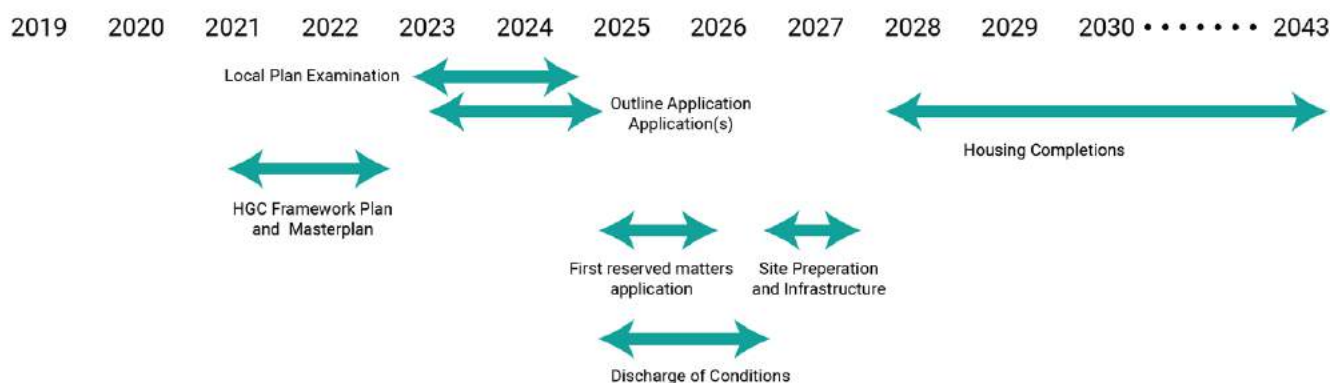 2019 2020 2021 2022 2023 2024 2025 2026 2027 2028 2029 2030 ....... 2043
Local Plan Examination
Outline Application
Application(s)
Housing Completions
HGC Framework Plan
and Masterplan
First reserved matters
application
Site Preperation
and Infrastructure
Discharge of Conditions